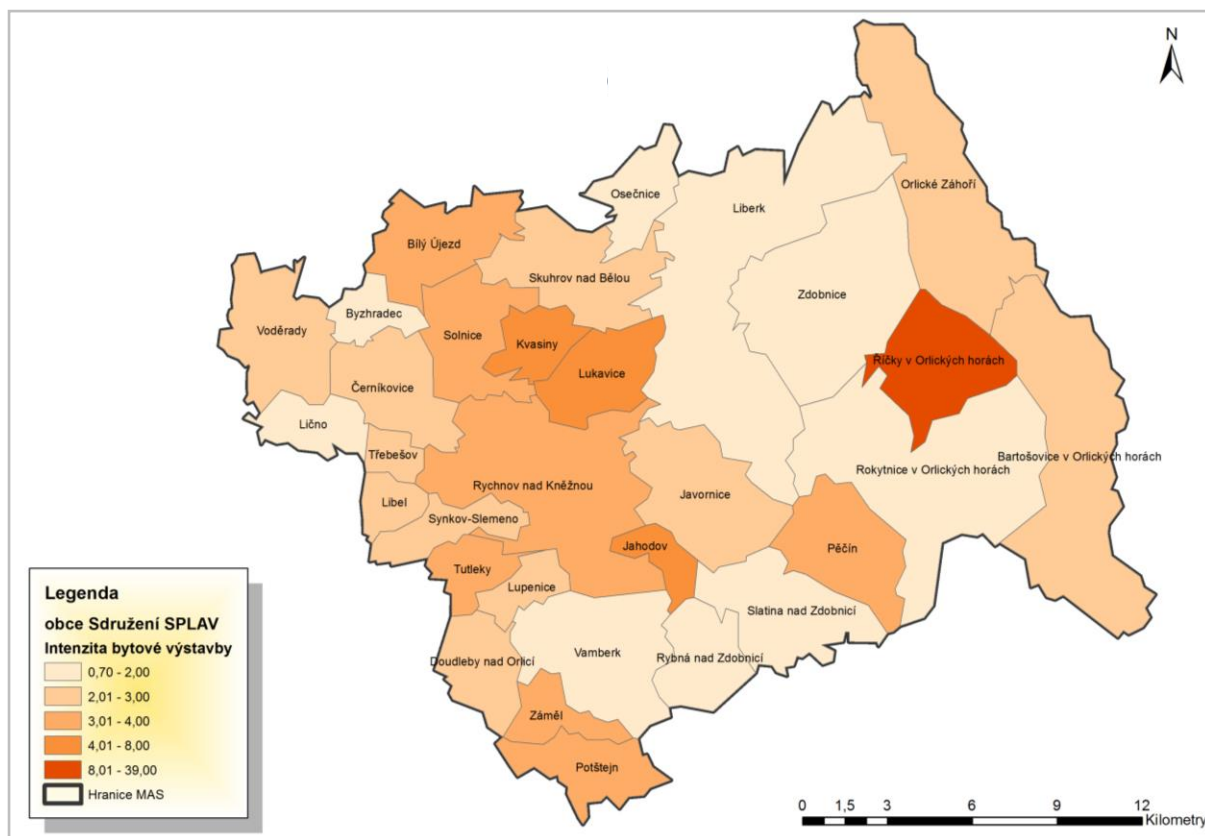 N
Orlické Záhoří
Osečnice
Liberk
Bílý Újezd
Skuhrov nad Bělou
Zdobnice
Byzhradec
Voděrady
Solnice
Kvasiny
Říčky v Orlických horách
Lukavice
Černíkovice
Lično
Třebešov
Bartošovice v Orlických horách
Rokytnice v Orlických horách
Rychnov nad Kněžnou
Javornice
Libel
Synkov-Slemeno
Jahodov
Pěčín
Tutleky
Lupenice
Slatina nad Zdobnicí
Vamberk
Rybná nad Zdobnicí
Doudleby nad Orlicí
Záměl
Potštejn
Legenda
obce Sdružení SPLAV
Intenzita bytové výstavby
0,70 - 2,00
2,01 - 3,00
3,01 - 4,00
4,01 - 8,00
8,01 - 39,00
Hranice MAS
0 1,5 3 6 9 12
Kilometry